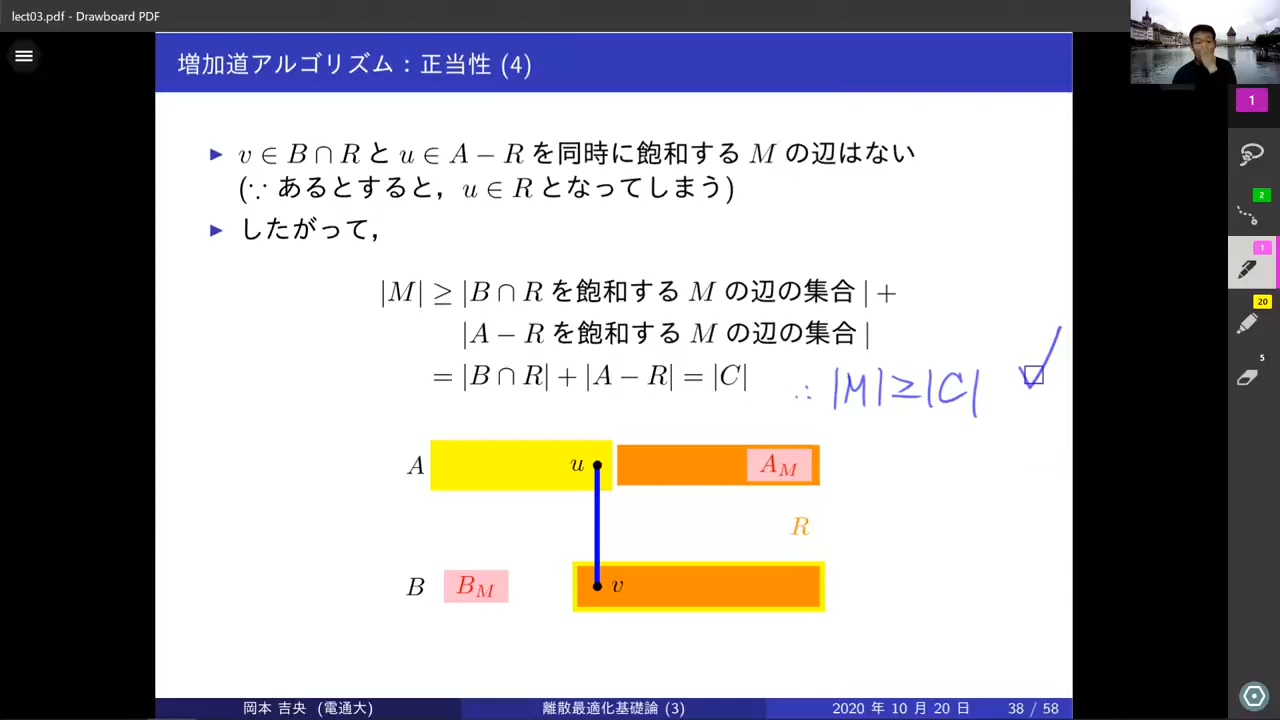 lect03.pdf - Drawboard PDF
増加道アルゴリズム：正当性 (4)
1
▶ v ∈ B ∩ R と u ∈ A − R を同時に飽和する M の辺はない
(∵ あるとすると，u ∈ R となってしまう)
2
▶ したがって，
1
|M| ≥ |B ∩ R を飽和する M の辺の集合 | +
20
|A − R を飽和する M の辺の集合 |
5
= |B ∩ R| + |A − R| = |C|
∴ |M| ≥ |C|
A
u
A_M
R
B
B_M
v
岡本 吉央 (電通大) 離散最適化基礎論 (3) 2020 年 10 月 20 日 38 / 58